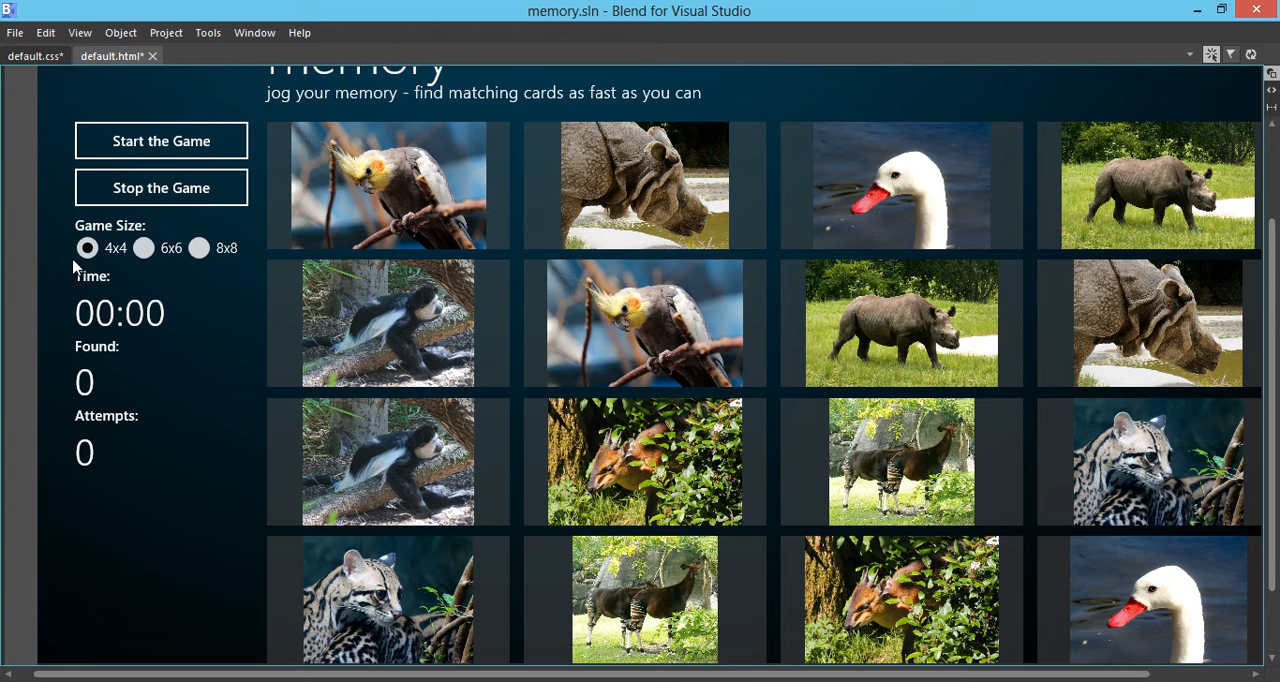 memory.sln - Blend for Visual Studio
File Edit View Object Project Tools Window Help
default.css* default.html*
memory
jog your memory - find matching cards as fast as you can
Start the Game
Stop the Game
Game Size:
4x4 6x6 8x8
Time:
00:00
Found:
0
Attempts:
0